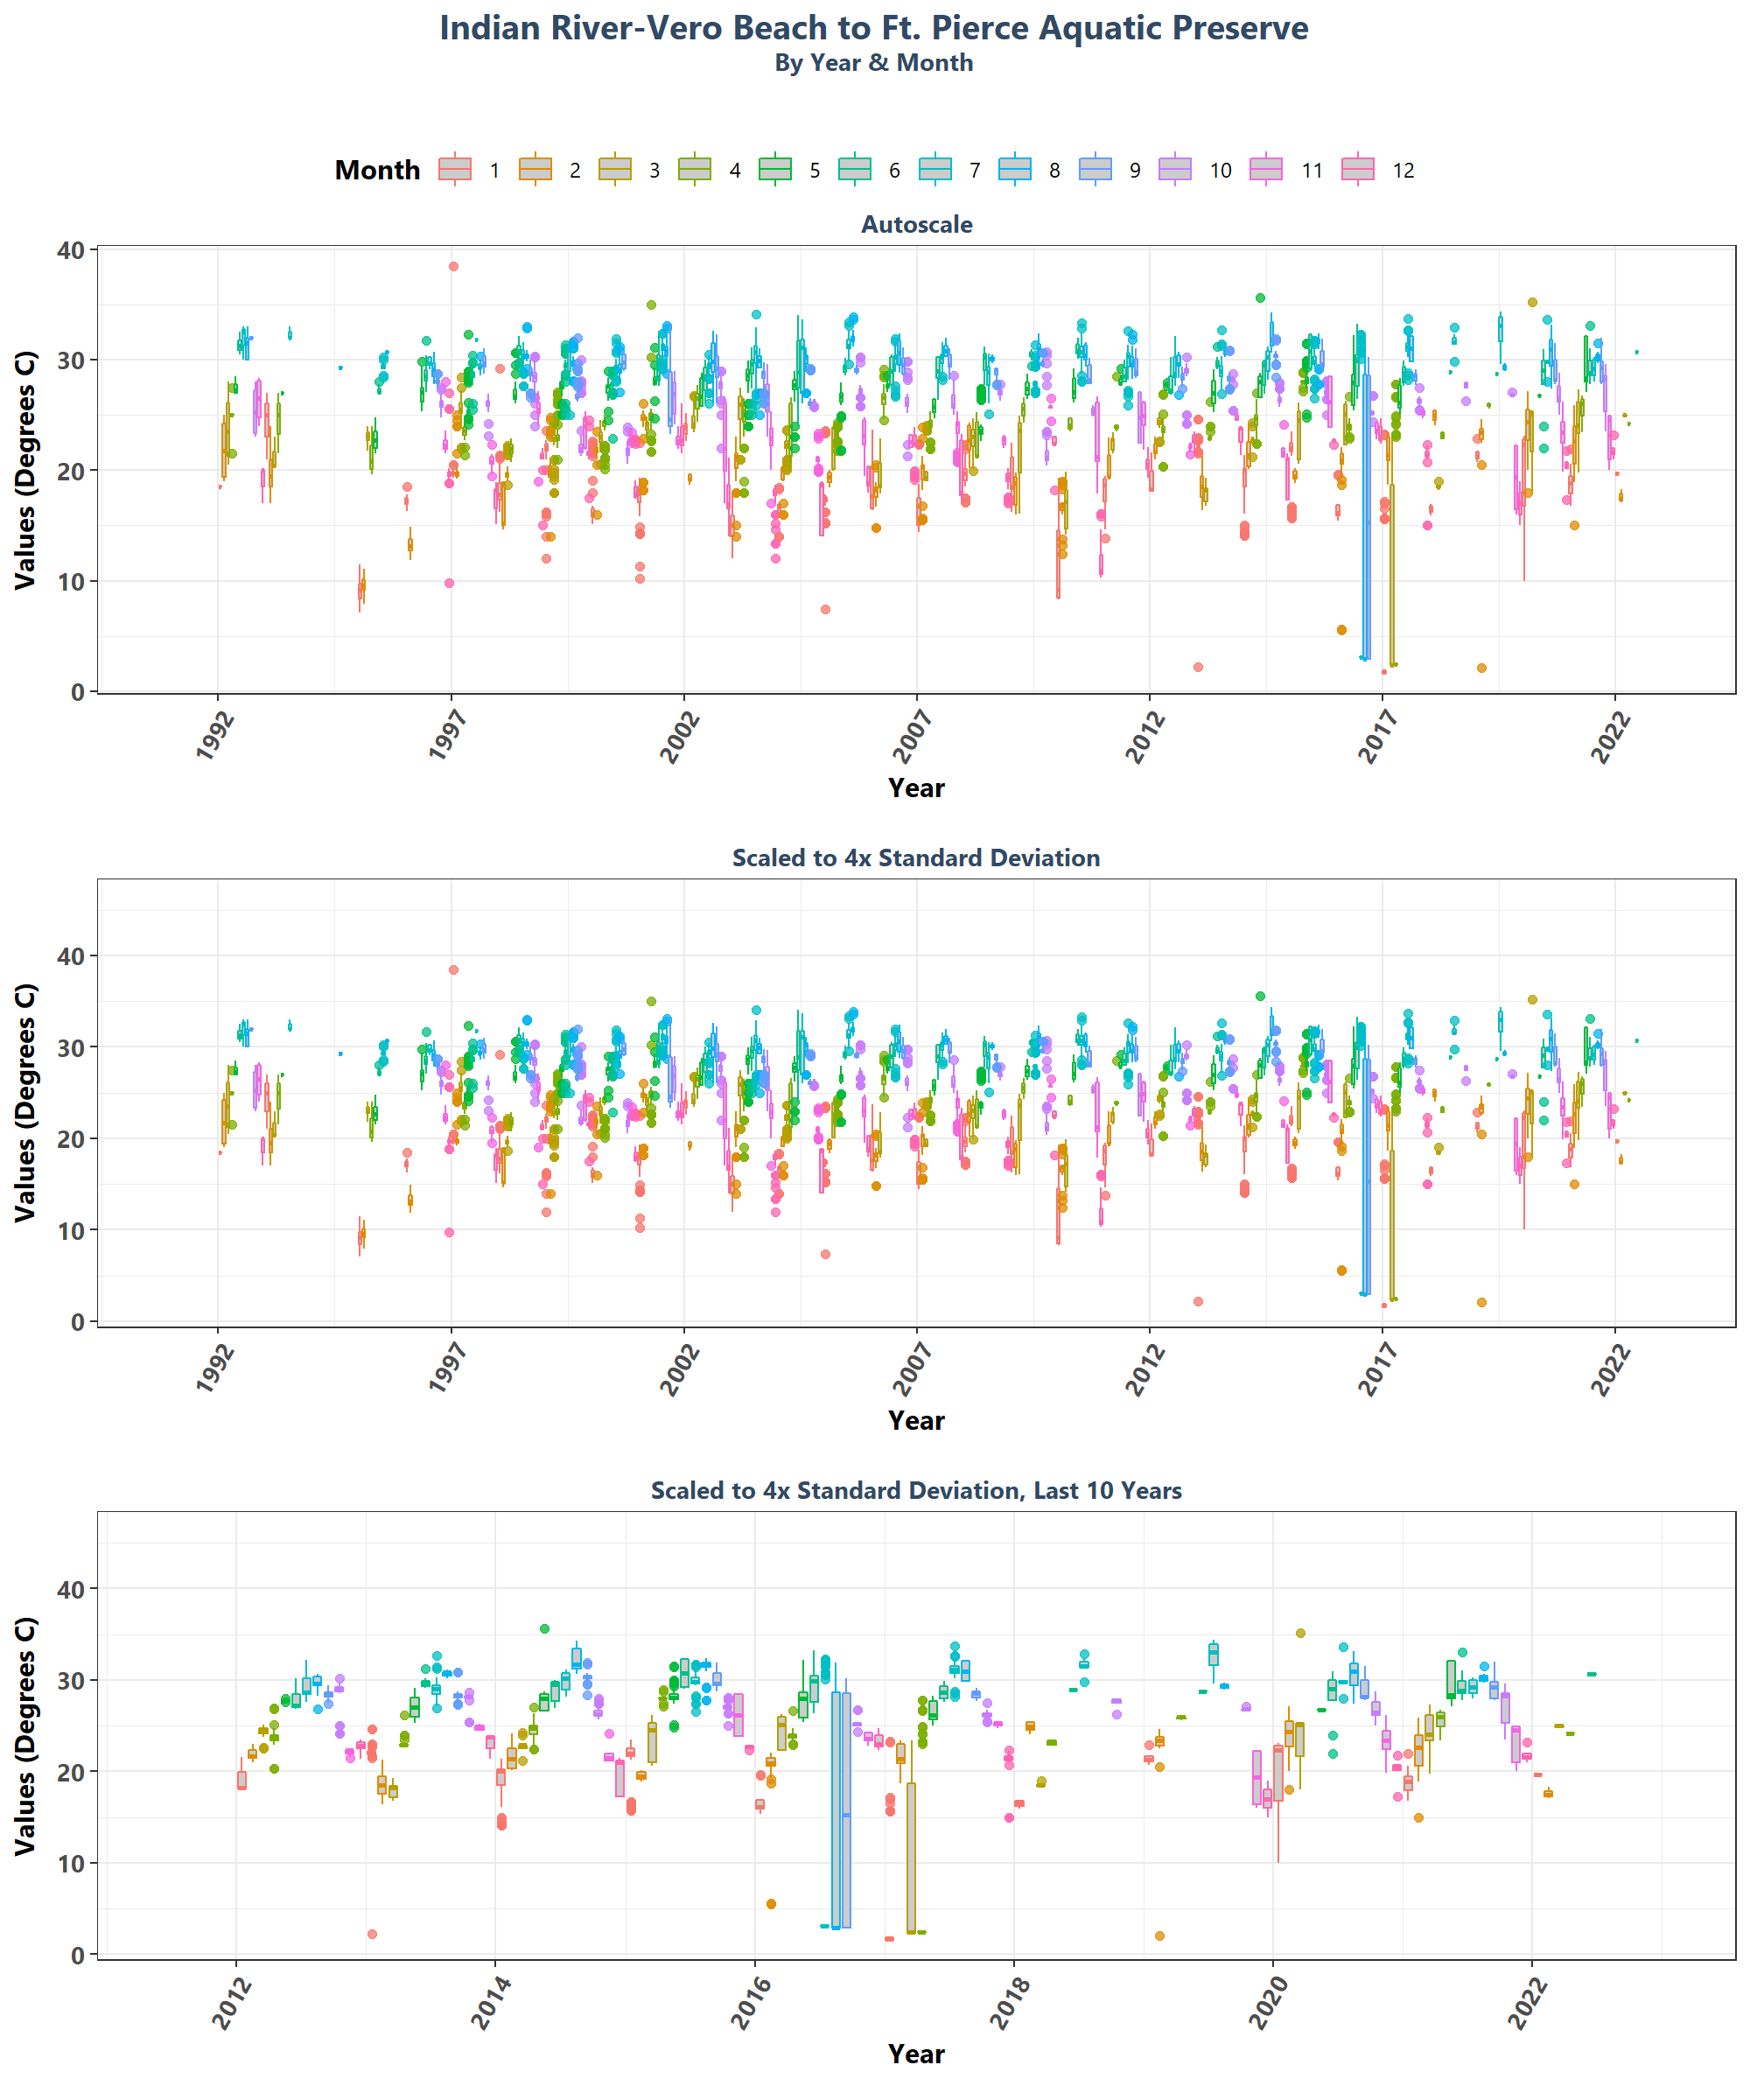 Indian River-Vero Beach to Ft. Pierce Aquatic Preserve
By Year & Month
Month 1 2 3 4 5 6 7 8 9 10 11 12
Autoscale
Values (Degrees C)
40
30
20
10
0
1992 1997 2002 2007 2012 2017 2022
Year
Scaled to 4x Standard Deviation
Values (Degrees C)
40
30
20
10
0
1992 1997 2002 2007 2012 2017 2022
Year
Scaled to 4x Standard Deviation, Last 10 Years
Values (Degrees C)
40
30
20
10
0
2012 2014 2016 2018 2020 2022
Year